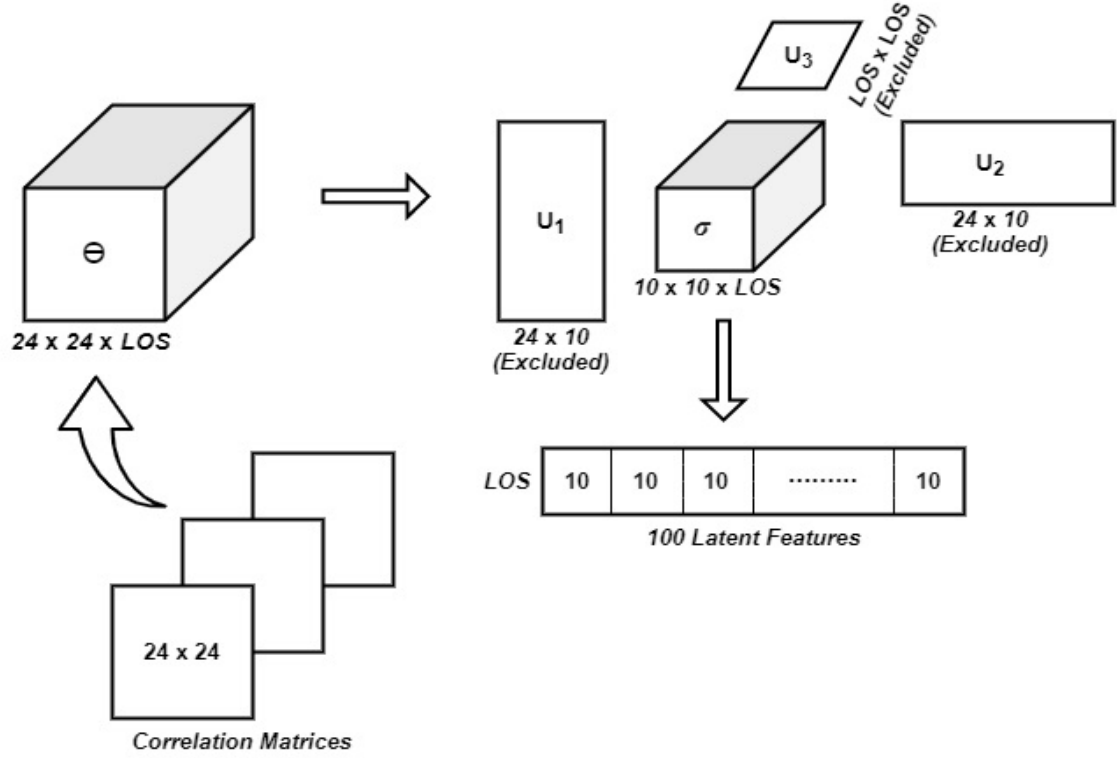 U3
LOS x LOS
(Excluded)
ϴ
24 x 24 x LOS
U1
24 x 10
(Excluded)
σ
10 x 10 x LOS
U2
24 x 10
(Excluded)
LOS 10 10 10 ......... 10
100 Latent Features
24 x 24
Correlation Matrices